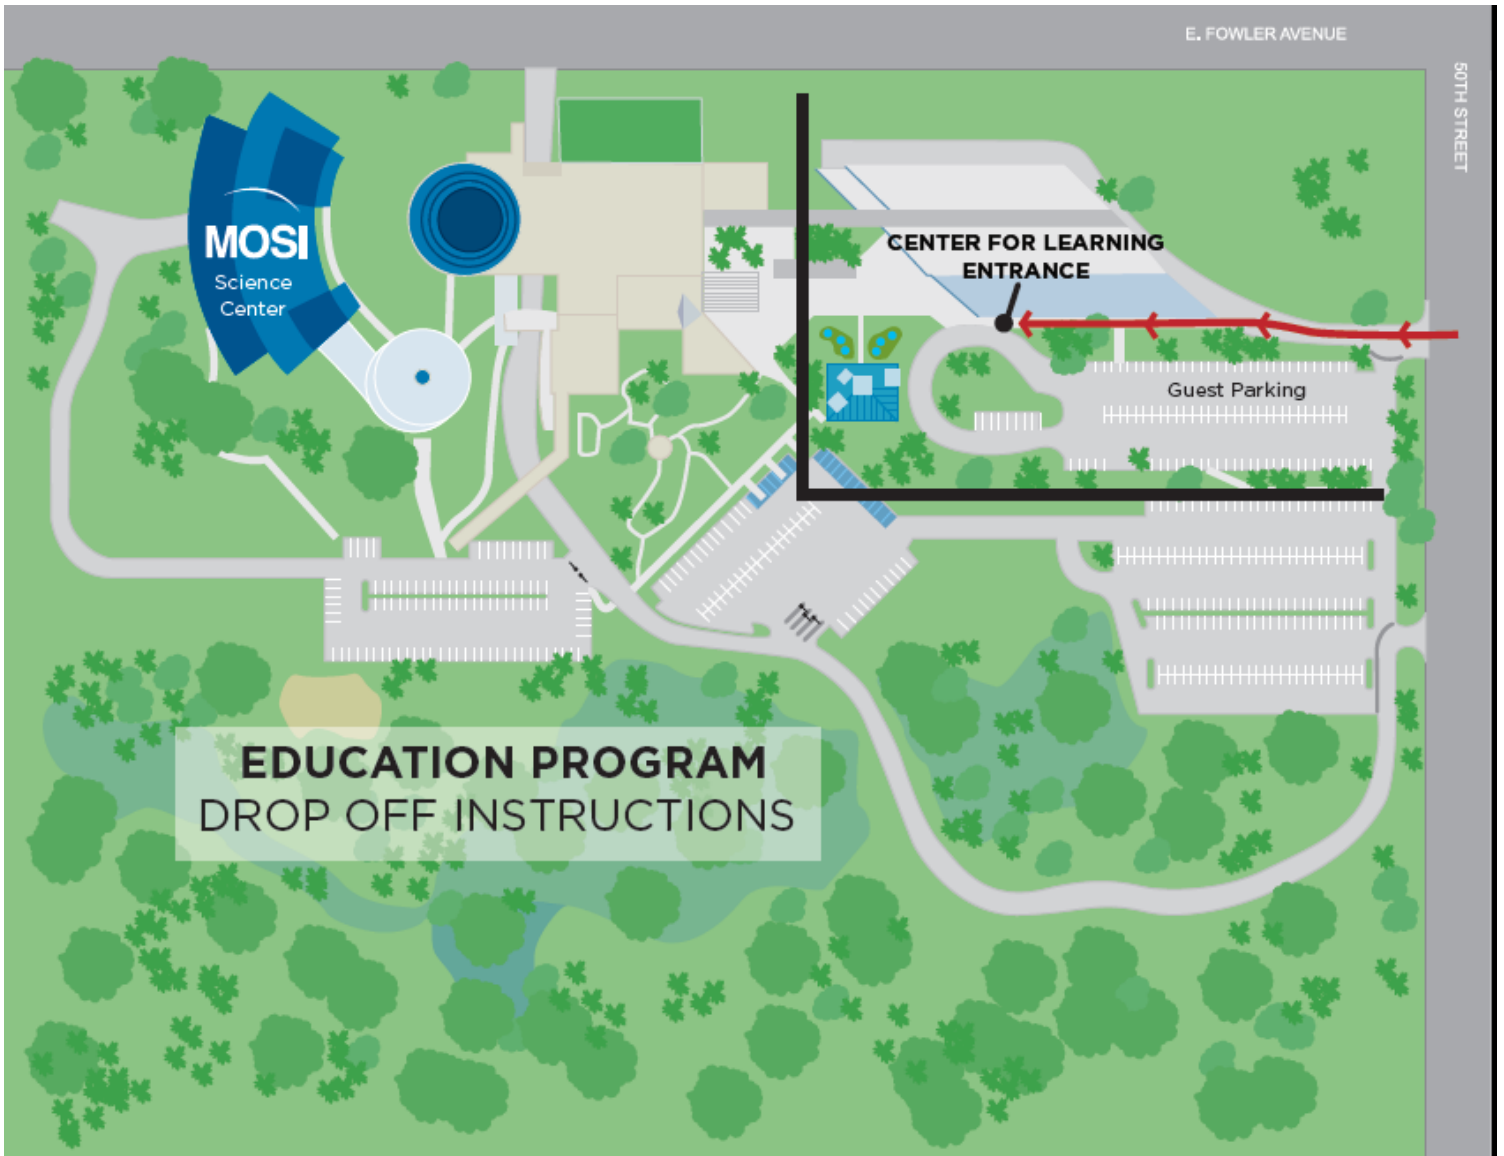 E. FOWLER AVENUE
50TH STREET
MOSI
Science
Center
CENTER FOR LEARNING
ENTRANCE
Guest Parking
EDUCATION PROGRAM
DROP OFF INSTRUCTIONS